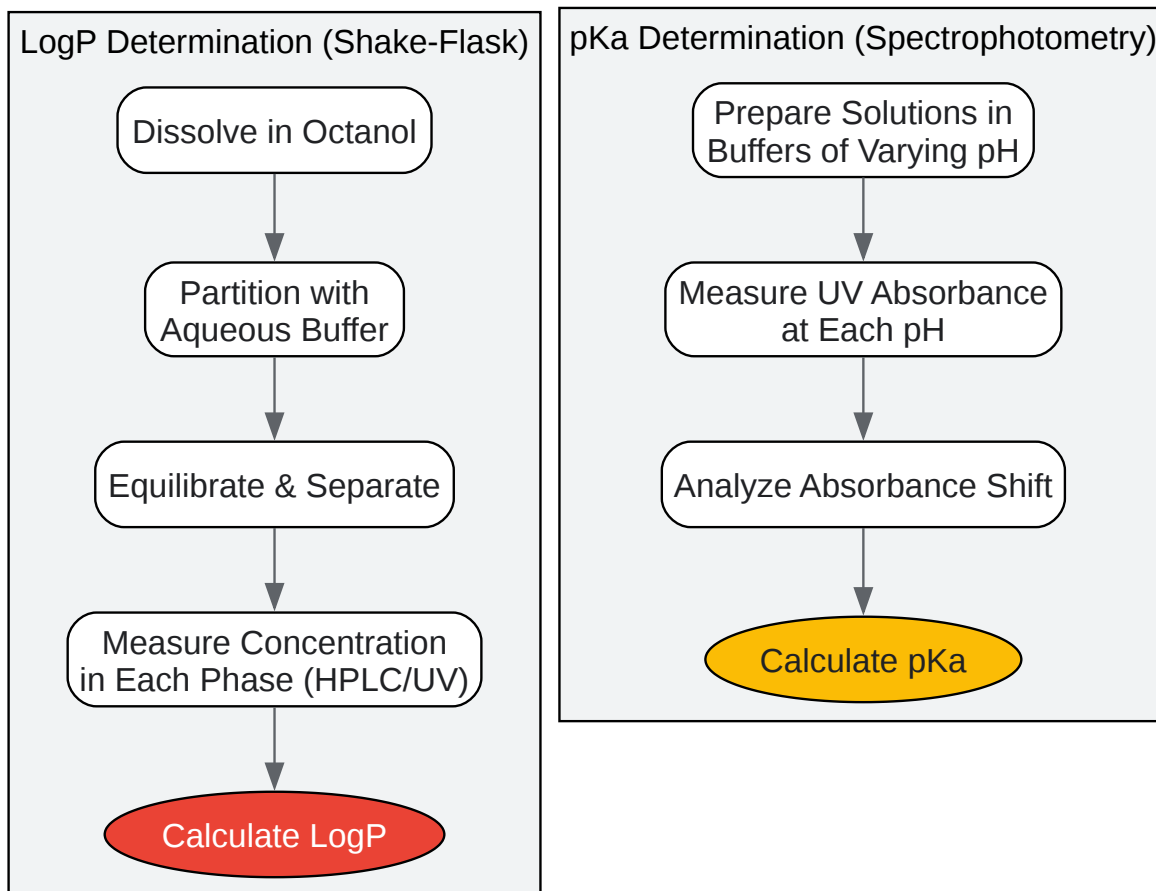 LogP Determination (Shake-Flask)
Dissolve in Octanol
Partition with
Aqueous Buffer
Equilibrate & Separate
Measure Concentration
in Each Phase (HPLC/UV)
Calculate LogP
pKa Determination (Spectrophotometry)
Prepare Solutions in
Buffers of Varying pH
Measure UV Absorbance
at Each pH
Analyze Absorbance Shift
Calculate pKa